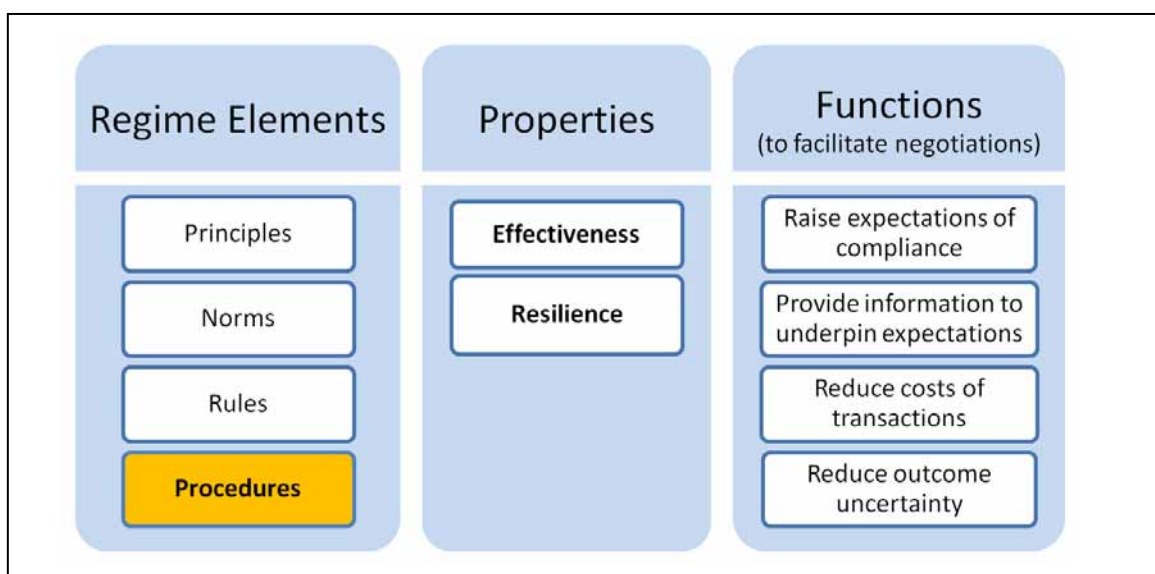 Regime Elements
Principles
Norms
Rules
Procedures
Properties
Effectiveness
Resilience
Functions
(to facilitate negotiations)
Raise expectations of
compliance
Provide information to
underpin expectations
Reduce costs of
transactions
Reduce outcome
uncertainty